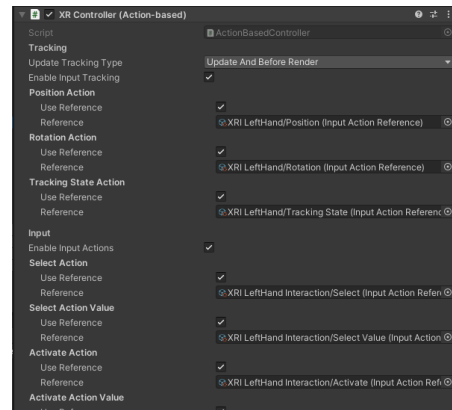 XR Controller (Action-based)
Script ActionBasedController
Tracking
Update Tracking Type Update And Before Render
Enable Input Tracking
Position Action
Use Reference
Reference XRI LeftHand/Position (Input Action Reference)
Rotation Action
Use Reference
Reference XRI LeftHand/Rotation (Input Action Reference)
Tracking State Action
Use Reference
Reference XRI LeftHand/Tracking State (Input Action Referenc
Input
Enable Input Actions
Select Action
Use Reference
Reference XRI LeftHand Interaction/Select (Input Action Refere
Select Action Value
Use Reference
Reference XRI LeftHand Interaction/Select Value (Input Action
Activate Action
Use Reference
Reference XRI LeftHand Interaction/Activate (Input Action Refe
Activate Action Value